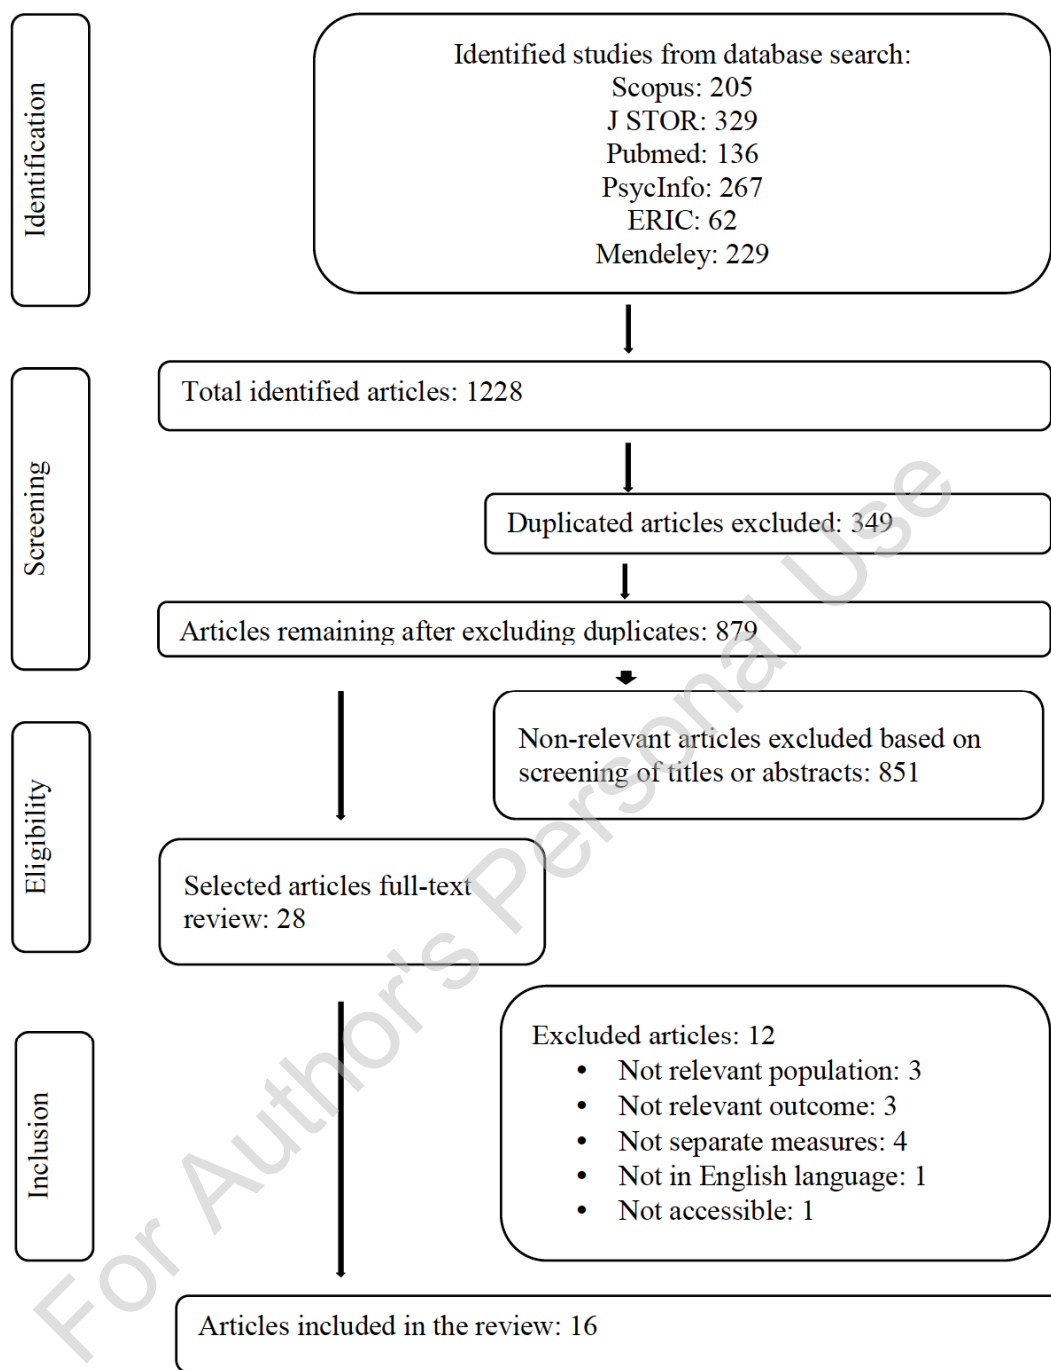 Identification
Identified studies from database search:
Scopus: 205
J STOR: 329
Pubmed: 136
PsycInfo: 267
ERIC: 62
Mendeley: 229
Screening
Total identified articles: 1228
Duplicated articles excluded: 349
Articles remaining after excluding duplicates: 879
Eligibility
Non-relevant articles excluded based on
screening of titles or abstracts: 851
Selected articles full-text
review: 28
Inclusion
Excluded articles: 12
• Not relevant population: 3
• Not relevant outcome: 3
• Not separate measures: 4
• Not in English language: 1
• Not accessible: 1
Articles included in the review: 16
For Author's Personal Use